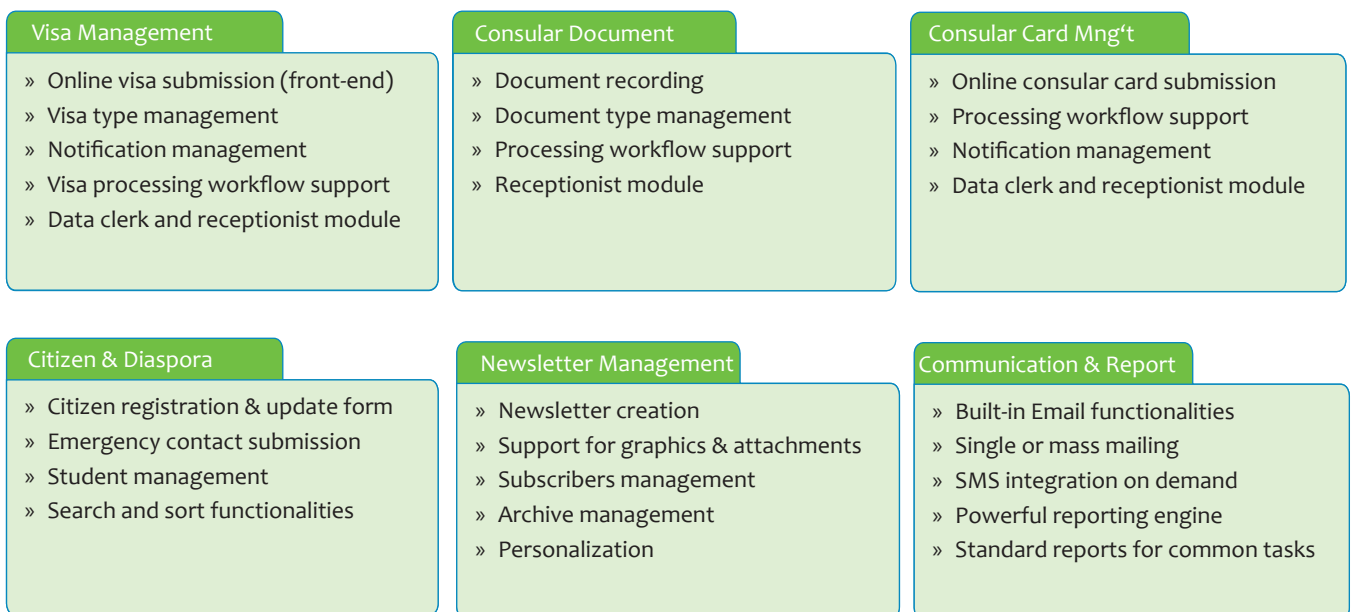 Visa Management
» Online visa submission (front-end)
» Visa type management
» Notification management
» Visa processing workflow support
» Data clerk and receptionist module
Consular Document
» Document recording
» Document type management
» Processing workflow support
» Receptionist module
Consular Card Mng‘t
» Online consular card submission
» Processing workflow support
» Notification management
» Data clerk and receptionist module
Citizen & Diaspora
» Citizen registration & update form
» Emergency contact submission
» Student management
» Search and sort functionalities
Newsletter Management
» Newsletter creation
» Support for graphics & attachments
» Subscribers management
» Archive management
» Personalization
Communication & Report
» Built-in Email functionalities
» Single or mass mailing
» SMS integration on demand
» Powerful reporting engine
» Standard reports for common tasks